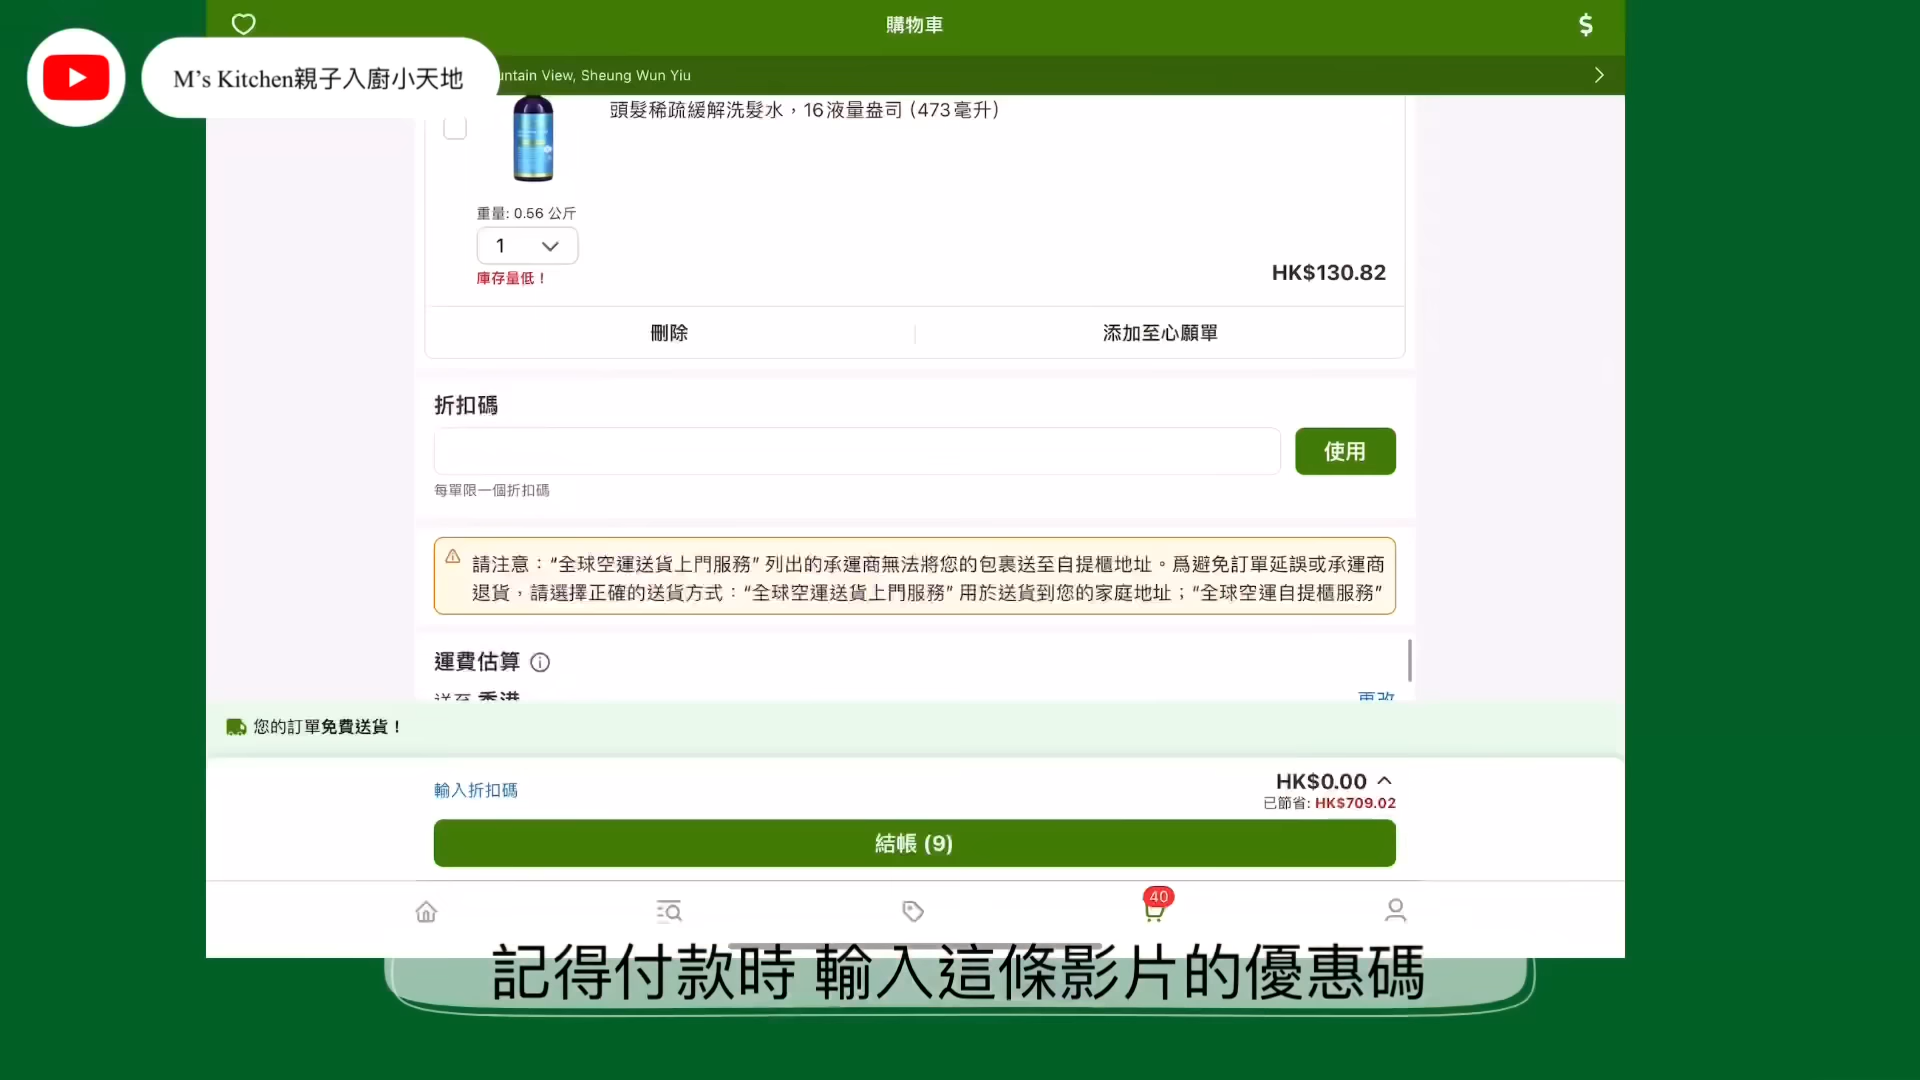 購物車
M's Kitchen親子入廚小天地
untain View, Sheung Wun Yiu
頭髮稀疏緩解洗髮水，16液量盎司 (473毫升)
重量: 0.56 公斤
1
庫存量低！
HK$130.82
刪除
添加至心願單
折扣碼
使用
每單限一個折扣碼
請注意：“全球空運送貨上門服務” 列出的承運商無法將您的包裹送至自提櫃地址。爲避免訂單延誤或承運商
退貨，請選擇正確的送貨方式：“全球空運送貨上門服務” 用於送貨到您的家庭地址；“全球空運自提櫃服務”
運費估算
送至 香港
更改
您的訂單免費送貨！
輸入折扣碼
HK$0.00
已節省: HK$709.02
結帳 (9)
40
記得付款時 輸入這條影片的優惠碼